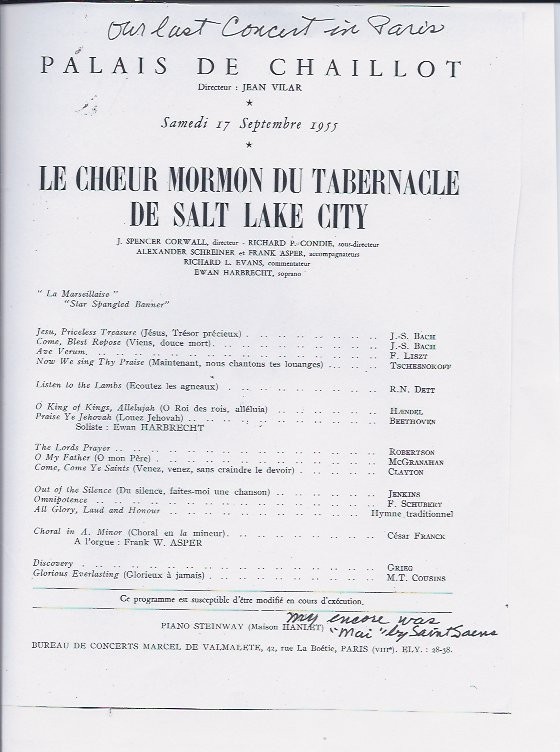 Our last Concert in Paris
PALAIS DE CHAILLOT
Directeur : JEAN VILAR
★
Samedi 17 Septembre 1955
★
LE CHŒUR MORMON DU TABERNACLE
DE SALT LAKE CITY
J. SPENCER CORWALL, directeur - RICHARD P. CONDIE, sous-directeur
ALEXANDER SCHREINER et FRANK ASPER, accompagnateurs
RICHARD L. EVANS, commentateur
EWAN HARBRECHT, soprano
" La Marseillaise "
" Star Spangled Banner"
Jesu, Priceless Treasure (Jésus, Trésor précieux) J.-S. BACH
Come, Blest Repose (Viens, douce mort) J.-S. BACH
Ave Verum F. LISZT
Now We sing Thy Praise (Maintenant, nous chantons tes louanges) TSCHESNOKOFF
Listen to the Lambs (Ecoutez les agneaux) R.N. DETT
O King of Kings, Allelujah (O Roi des rois, alléluia) HÆNDEL
Praise Ye Jehovah (Louez Jehovah) BEETHOVEN
Soliste : Ewan HARBRECHT
The Lords Prayer ROBERTSON
O My Father (O mon Père) MCGRANAHAN
Come, Come Ye Saints (Venez, venez, sans craindre le devoir) CLAYTON
Out of the Silence (Du silence, faites-moi une chanson) JENKINS
Omnipotence F. SCHUBERT
All Glory, Laud and Honour Hymne traditionnel
Choral in A. Minor (Choral en la mineur) César FRANCK
A l'orgue : Frank W. ASPER
Discovery GRIEG
Glorious Everlasting (Glorieux à jamais) M.T. COUSINS
Ce programme est susceptible d'être modifié en cours d'exécution.
my encore was
PIANO STEINWAY (Maison HANLET) "Mai" by Saint Saens
BUREAU DE CONCERTS MARCEL DE VALMALETE, 42, rue La Boëtie, PARIS (VIIIe). ELY. : 28-38.